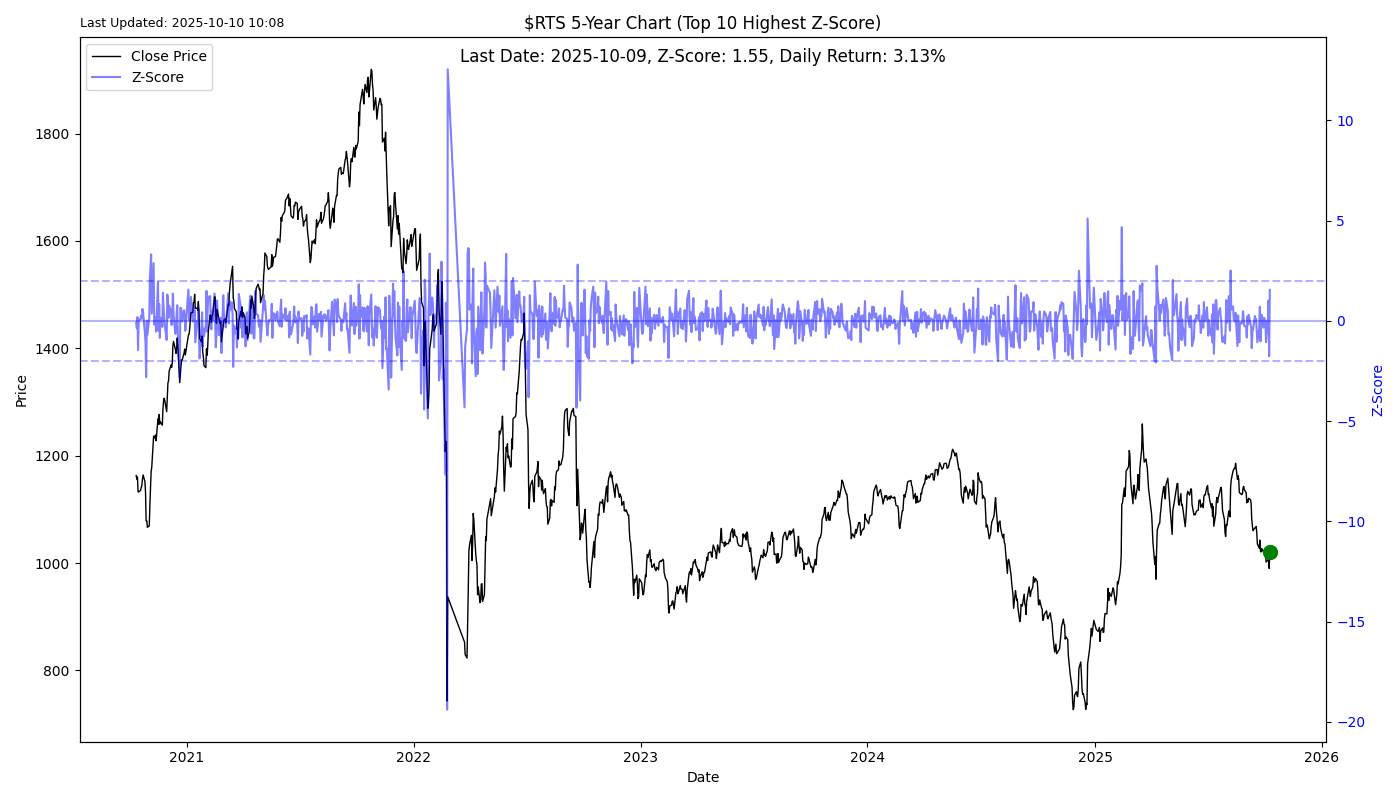 Last Updated: 2025-10-10 10:08
$RTS 5-Year Chart (Top 10 Highest Z-Score)
Last Date: 2025-10-09, Z-Score: 1.55, Daily Return: 3.13%
Close Price
Z-Score
1800
1600
1400
1200
1000
800
Price
10
5
0
−5
−10
−15
−20
Z-Score
2021
2022
2023
2024
2025
2026
Date